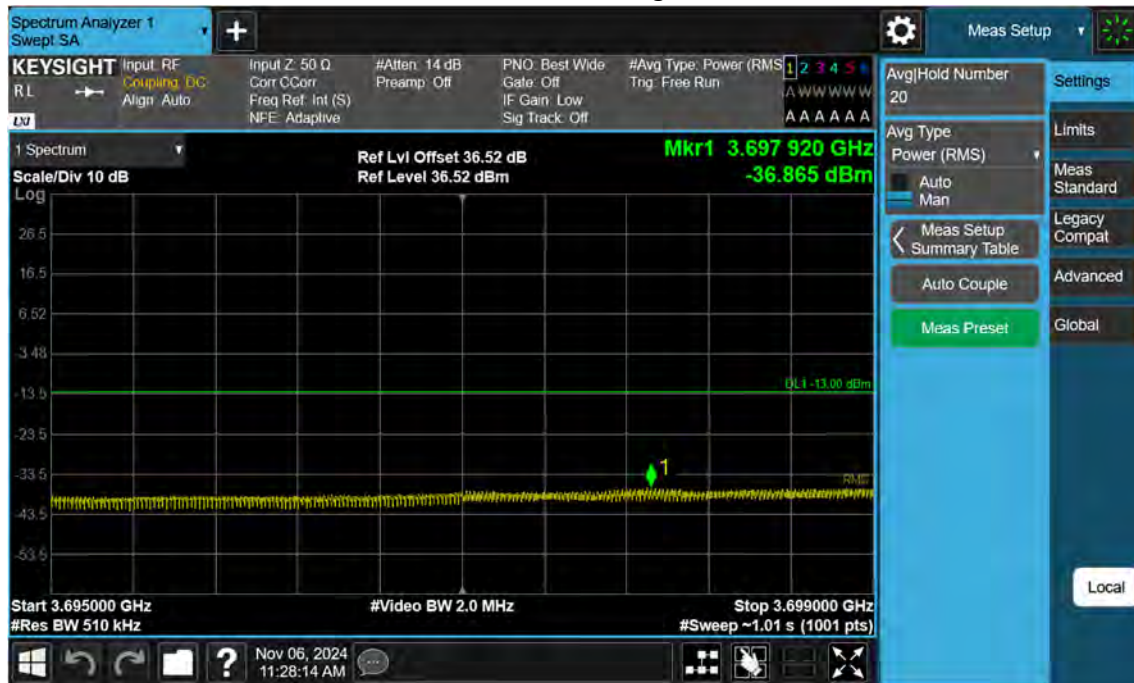 Spectrum Analyzer 1
Swept SA
+
Meas Setup
KEYSIGHT
RL
LXI
Input: RF
Coupling: DC
Align: Auto
Input Z: 50 Ω
Corr CCorr
Freq Ref: Int (S)
NFE: Adaptive
#Atten: 14 dB
Preamp: Off
PNO: Best Wide
Gate: Off
IF Gain: Low
Sig Track: Off
#Avg Type: Power (RMS
Trig: Free Run
1 2 3 4 5 6
A W W W W W
A A A A A A
1 Spectrum
Scale/Div 10 dB
Log
Ref Lvl Offset 36.52 dB
Ref Level 36.52 dBm
Mkr1 3.697 920 GHz
-36.865 dBm
26.5
16.5
6.52
-3.48
-13.5
-23.5
-33.5
-43.5
-53.5
DL1 -13.00 dBm
1
RMS
Start 3.695000 GHz
#Res BW 510 kHz
#Video BW 2.0 MHz
Stop 3.699000 GHz
#Sweep ~1.01 s (1001 pts)
Avg|Hold Number
20
Avg Type
Power (RMS)
Auto
Man
Meas Setup
Summary Table
Auto Couple
Meas Preset
Settings
Limits
Meas
Standard
Legacy
Compat
Advanced
Global
Local
?
Nov 06, 2024
11:28:14 AM